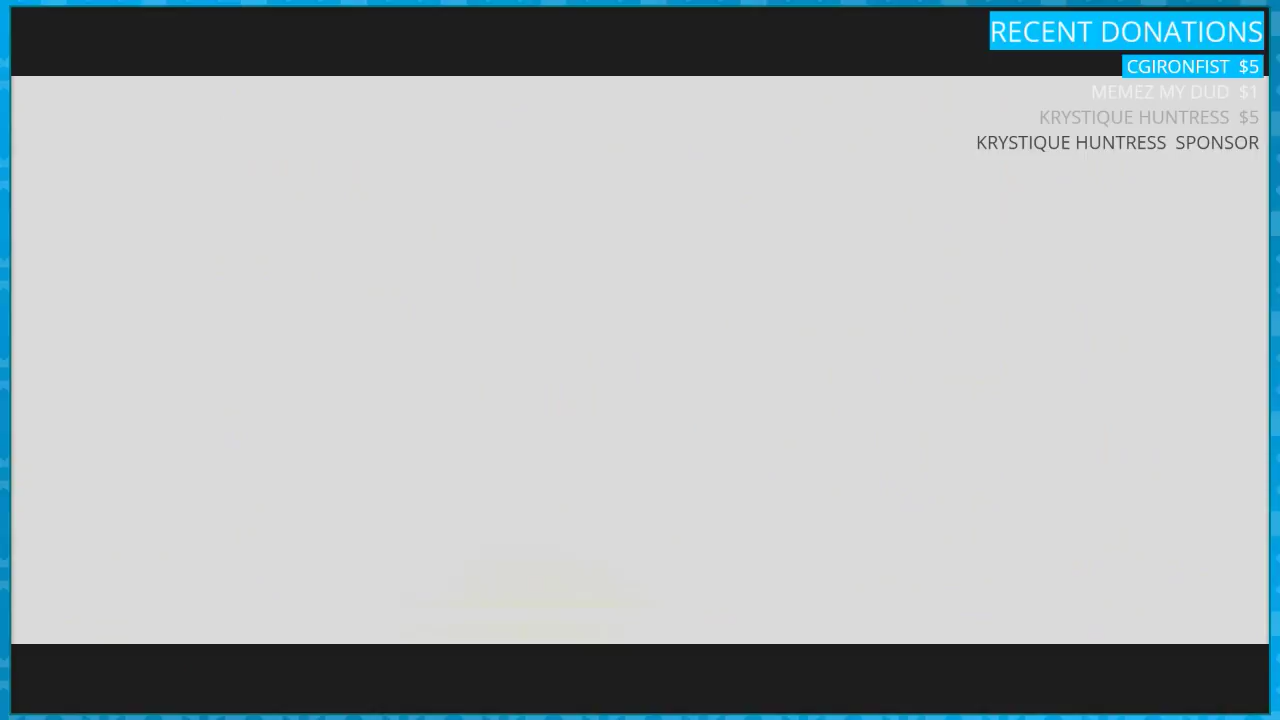 RECENT DONATIONS
CGIRONFIST $5
MEMEZ MY DUD $1
KRYSTIQUE HUNTRESS $5
KRYSTIQUE HUNTRESS SPONSOR